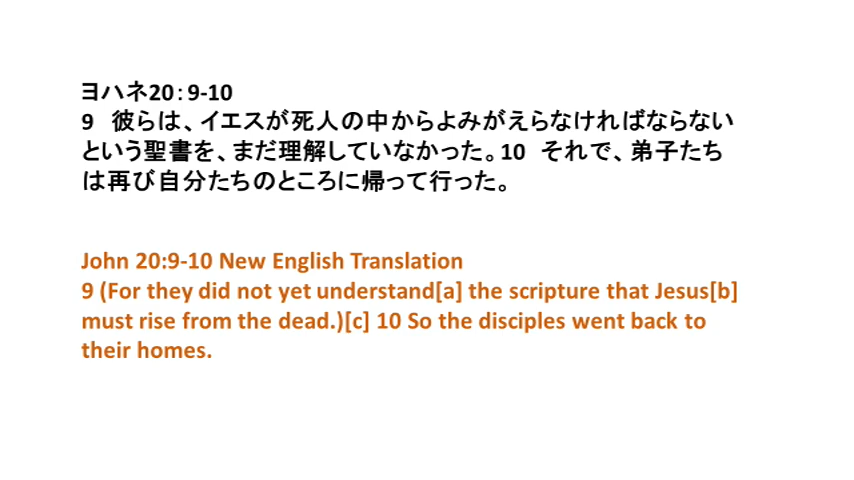 ヨハネ20：9-10
9　彼らは、イエスが死人の中からよみがえらなければならない
という聖書を、まだ理解していなかった。10　それで、弟子たち
は再び自分たちのところに帰って行った。
John 20:9-10 New English Translation
9 (For they did not yet understand[a] the scripture that Jesus[b]
must rise from the dead.)[c] 10 So the disciples went back to
their homes.